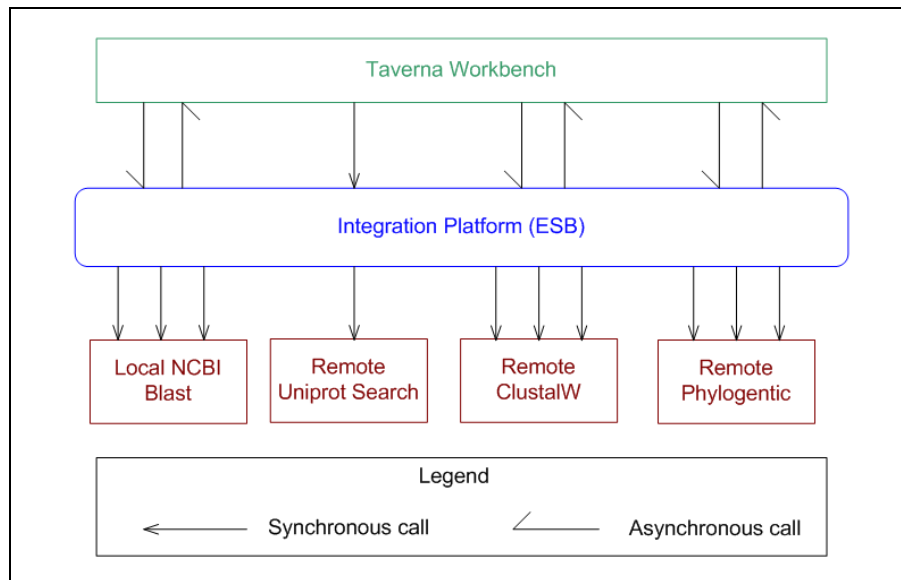 Taverna Workbench
Integration Platform (ESB)
Local NCBI
Blast
Remote
Uniprot Search
Remote
ClustalW
Remote
Phylogentic
Legend
Synchronous call
Asynchronous call